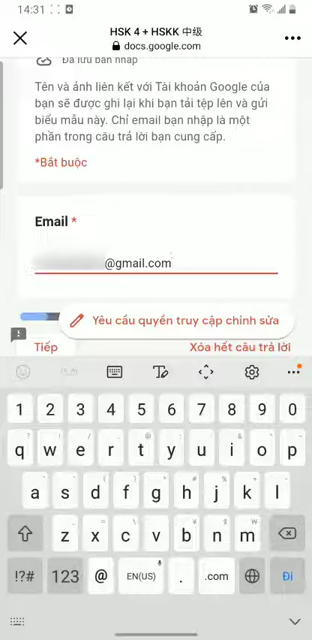 14:31
HSK 4 + HSKK 中级
docs.google.com
Đã lưu bản nháp
Tên và ảnh liên kết với Tài khoản Google của
bạn sẽ được ghi lại khi bạn tải tệp lên và gửi
biểu mẫu này. Chỉ email bạn nhập là một
phần trong câu trả lời bạn cung cấp.
*Bắt buộc
Email *
@gmail.com
Yêu cầu quyền truy cập chỉnh sửa
Tiếp Xóa hết câu trả lời
1 2 3 4 5 6 7 8 9 0
q w e r t y u i o p
a s d f g h j k l
z x c v b n m
!?# 123 @ EN(US) . .com Đi